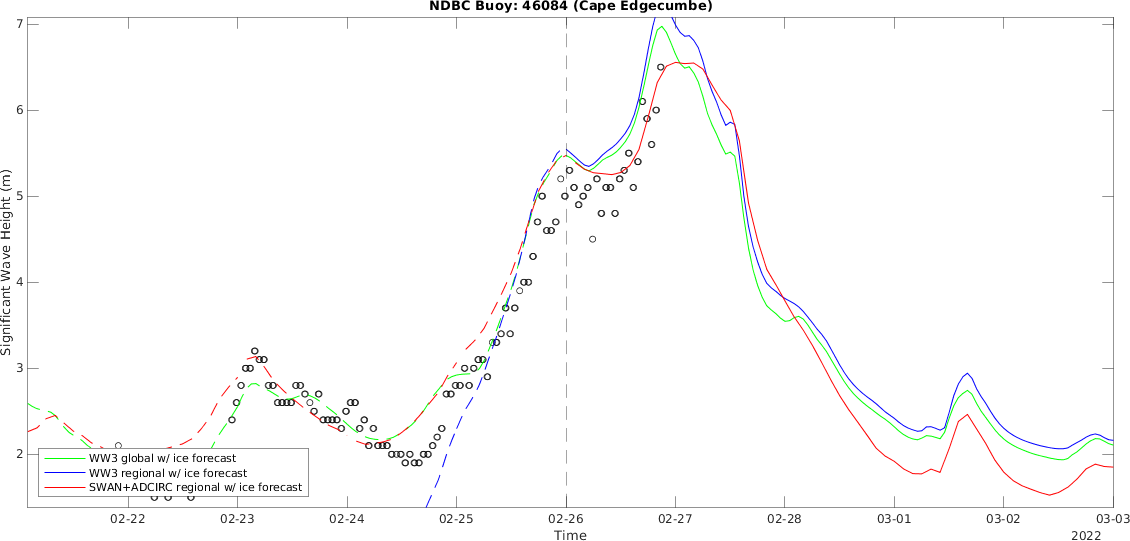 NDBC Buoy: 46084 (Cape Edgecumbe)
7
6
5
4
3
2
Significant Wave Height (m)
WW3 global w/ ice forecast
WW3 regional w/ ice forecast
SWAN+ADCIRC regional w/ ice forecast
02-22 02-23 02-24 02-25 02-26 02-27 02-28 03-01 03-02 03-03
Time
2022